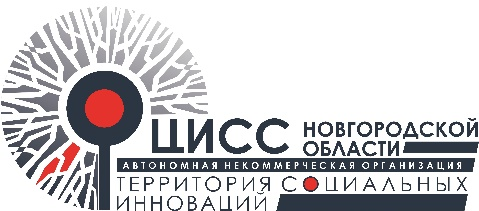 ЦИСС НОВГОРОДСКОЙ
ОБЛАСТИ
АВТОНОМНАЯ НЕКОММЕРЧЕСКАЯ ОРГАНИЗАЦИЯ
ТЕРРИТОРИЯ СОЦИАЛЬНЫХ
ИННОВАЦИЙ